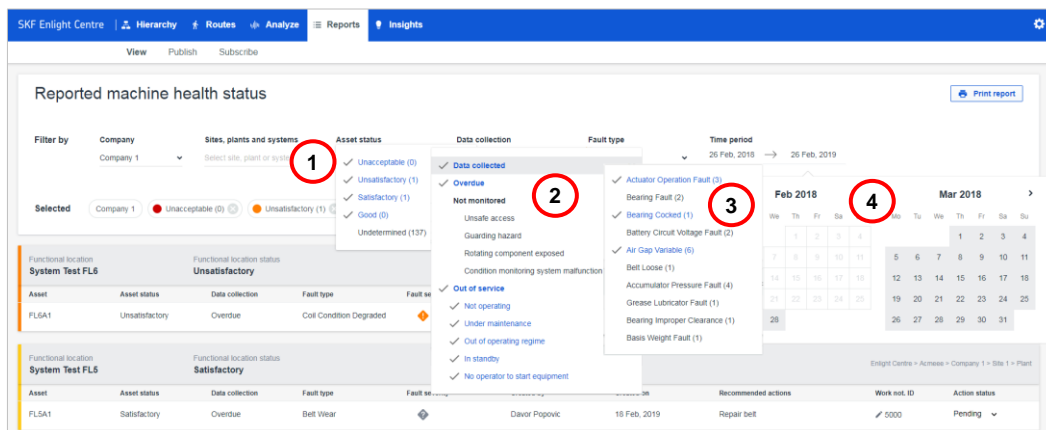 SKF Enlight Centre | Hierarchy Routes Analyze Reports Insights
View Publish Subscribe
Reported machine health status
Print report
Filter by Company Sites, plants and systems Asset status Data collection Fault type Time period
Company 1 Select site, plant or 26 Feb, 2018 → 26 Feb, 2019
1
Unacceptable (0)
Unsatisfactory (1)
Satisfactory (1)
Good (0)
Undetermined (137)
Data collected
Overdue
Not monitored
Unsafe access
Guarding hazard
Rotating component exposed
Condition monitoring system malfunction
Out of service
Not operating
Under maintenance
Out of operating regime
In standby
No operator to start equipment
2
Actuator Operation Fault (3)
Bearing Fault (2)
Bearing Cocked (1)
Battery Circuit Voltage Fault (2)
Air Gap Variable (6)
Belt Loose (1)
Accumulator Pressure Fault (4)
Grease Lubricator Fault (1)
Bearing Improper Clearance (1)
Basis Weight Fault (1)
3
Feb 2018
We Th Fr Sa
1 2 3 4
7 8 9 10 11
14 15 16 17 18
21 22 23 24 25
28
4
Mar 2018
Mo Tu We Th Fr Sa Su
1 2 3 4
5 6 7 8 9 10 11
12 13 14 15 16 17 18
19 20 21 22 23 24 25
26 27 28 29 30 31
Selected Company 1 Unacceptable (0) Unsatisfactory (1)
Functional location Functional location status
System Test FL6 Unsatisfactory
Asset Asset status Data collection Fault type
FL6A1 Unsatisfactory Overdue Coil Condition Degraded
Functional location Functional location status
System Test FL5 Satisfactory
Enlight Centre > Acmeee > Company 1 > Site 1 > Plant
Asset Asset status Data collection Fault type Recommended actions Work not. ID Action status
FL5A1 Satisfactory Overdue Belt Wear Davor Popovic 18 Feb, 2019 Repair belt 5000 Pending